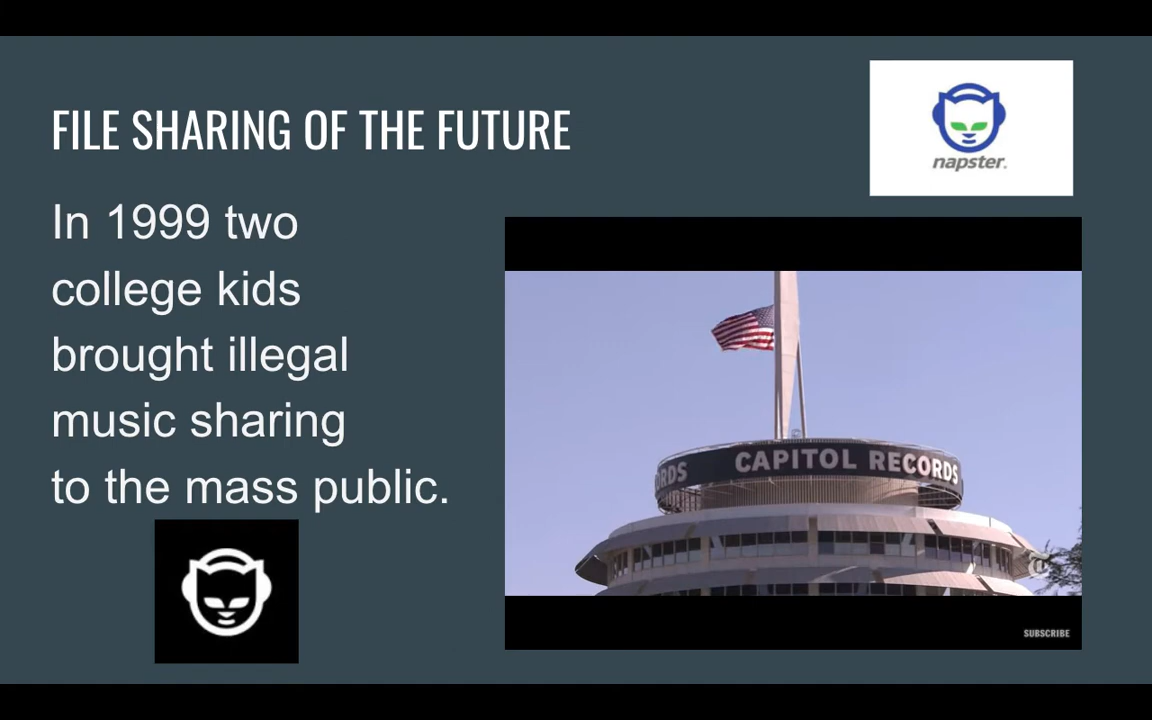 FILE SHARING OF THE FUTURE
napster.
In 1999 two
college kids
brought illegal
music sharing
to the mass public.
ORDS CAPITOL RECORDS
SUBSCRIBE